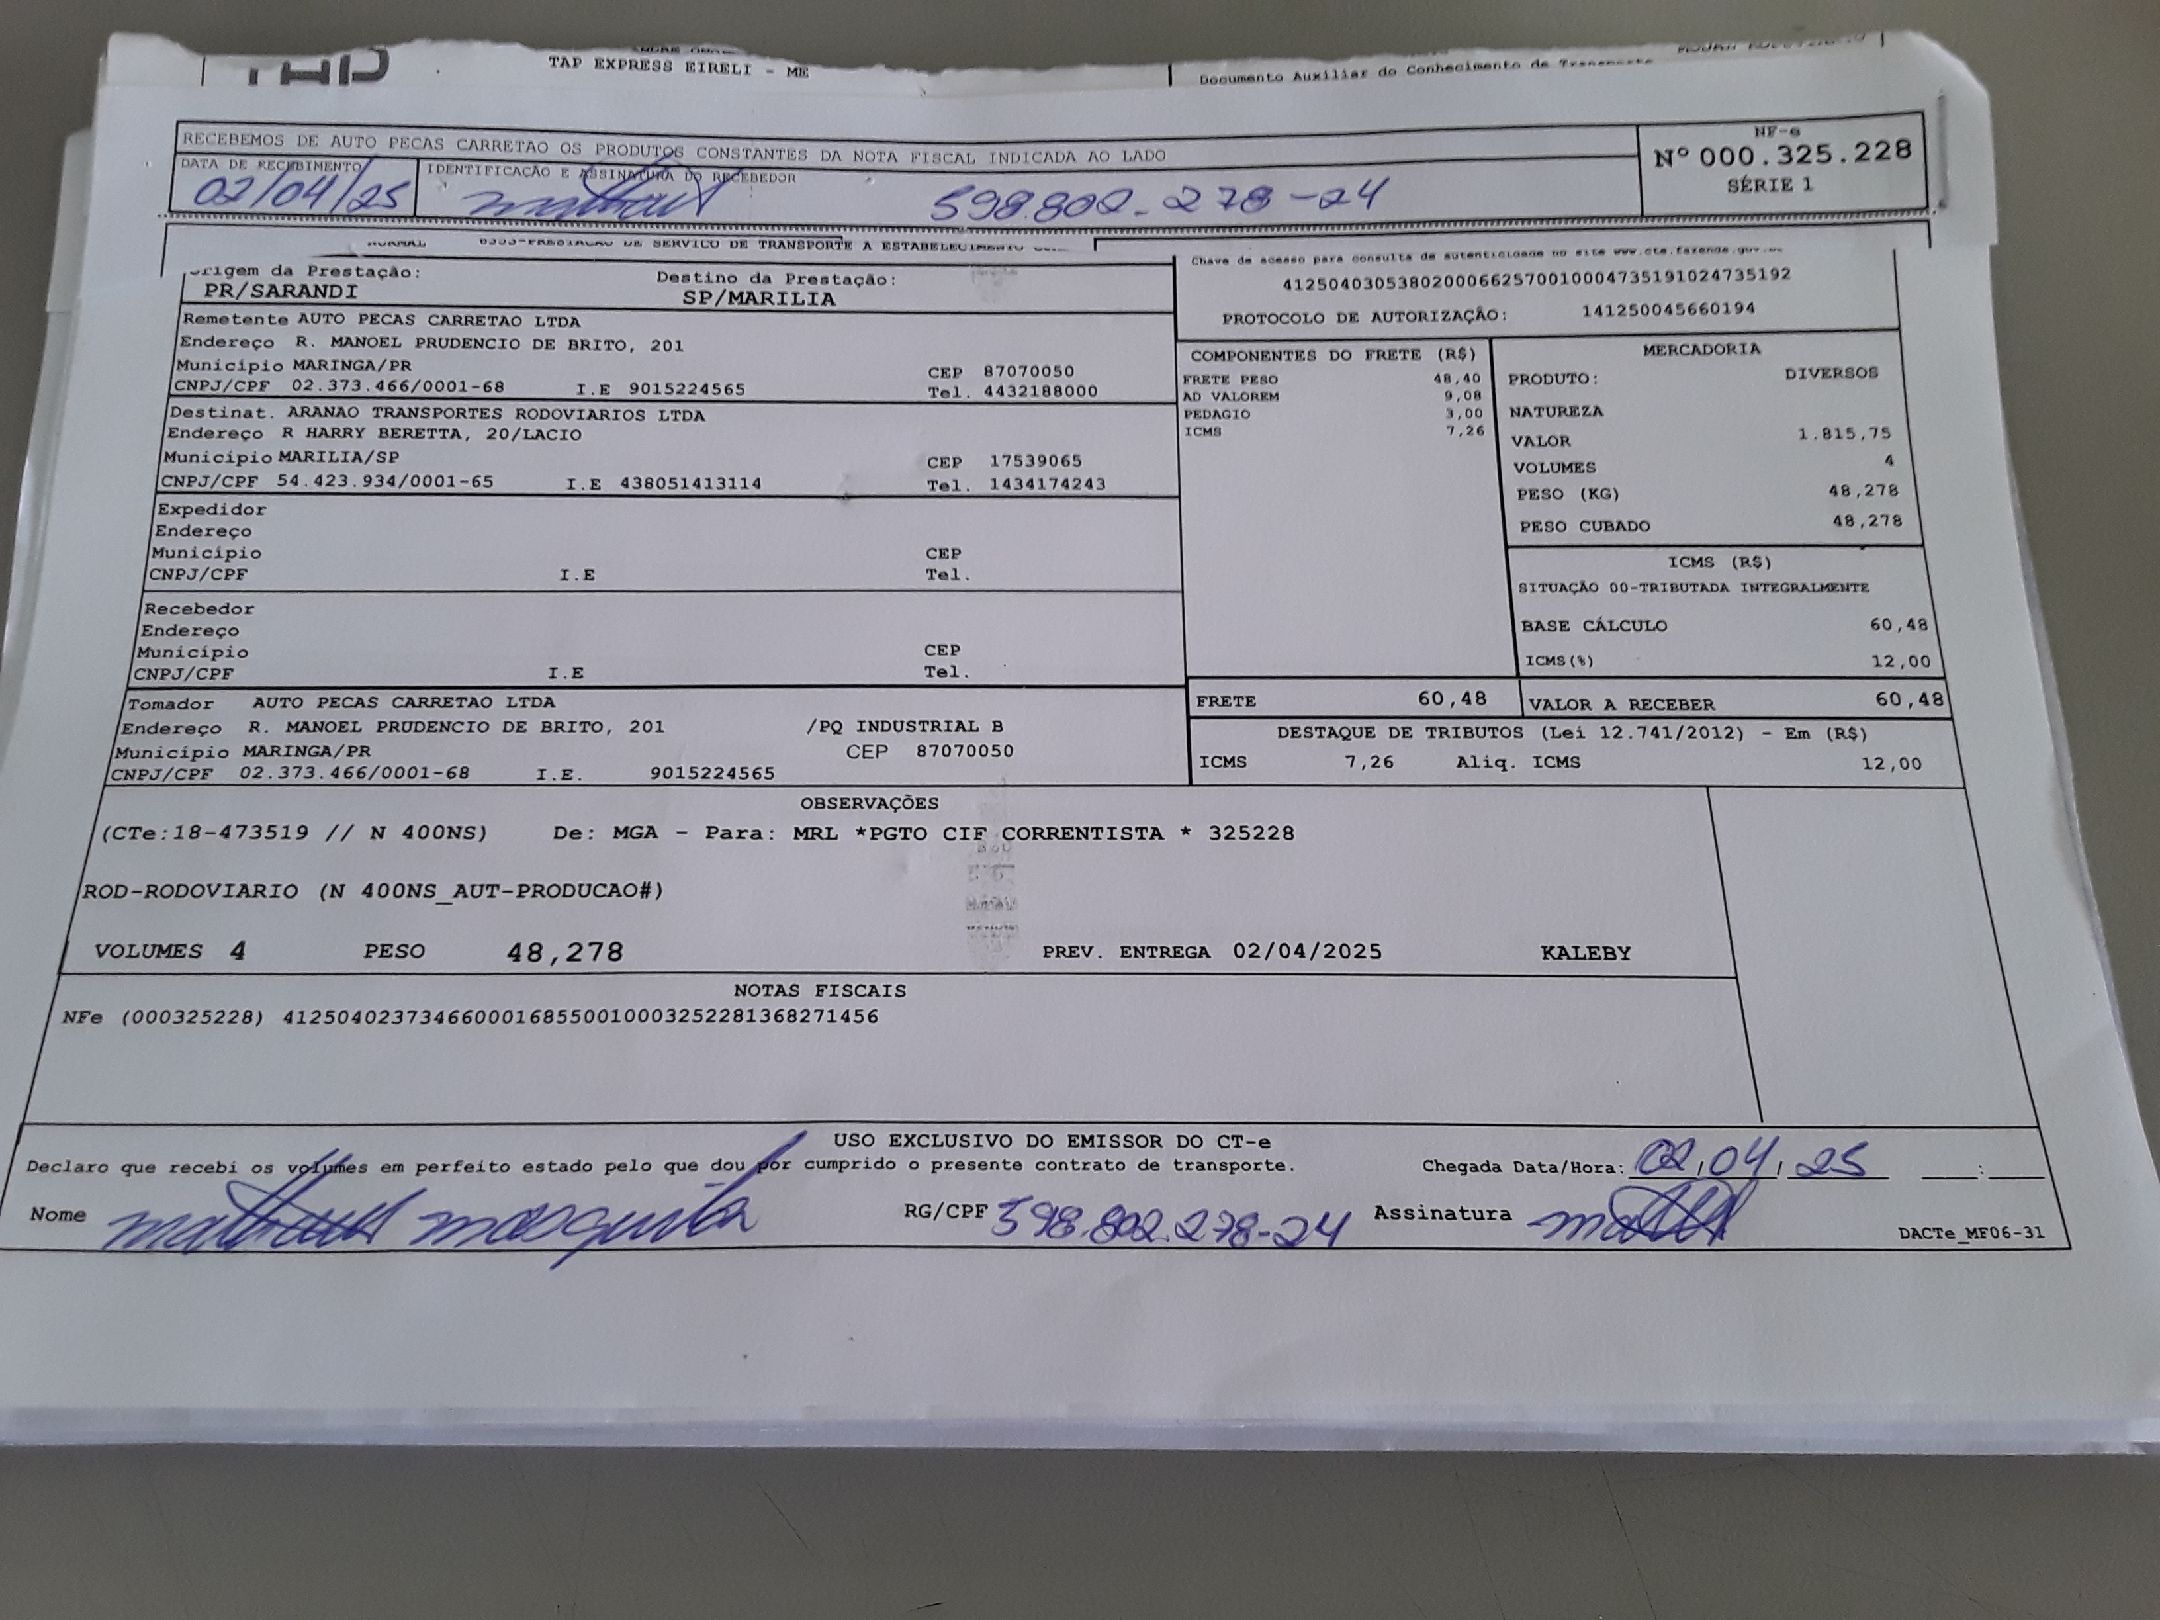 TAP EXPRESS EIRELI - ME
Documento Auxiliar do Conhecimento de Transporte
RECEBEMOS DE AUTO PECAS CARRETAO OS PRODUTOS CONSTANTES DA NOTA FISCAL INDICADA AO LADO
NF-e
Nº 000.325.228
SÉRIE 1
DATA DE RECEBIMENTO
02/04/25
IDENTIFICAÇÃO E ASSINATURA DO RECEBEDOR
598.802.278-24
NORMAL PRESTAÇÃO DE SERVICO DE TRANSPORTE A ESTABELECIMENTO
Origem da Prestação: Destino da Prestação:
PR/SARANDI SP/MARILIA
Chave de acesso para consulta de autenticidade no site www.cte.fazenda.gov.br
41250403053802000662570010004735191024735192
PROTOCOLO DE AUTORIZAÇÃO: 141250045660194
Remetente AUTO PECAS CARRETAO LTDA
Endereço R. MANOEL PRUDENCIO DE BRITO, 201
Município MARINGA/PR CEP 87070050
CNPJ/CPF 02.373.466/0001-68 I.E 9015224565 Tel. 4432188000
Destinat. ARANAO TRANSPORTES RODOVIARIOS LTDA
Endereço R HARRY BERETTA, 20/LACIO
Município MARILIA/SP CEP 17539065
CNPJ/CPF 54.423.934/0001-65 I.E 438051413114 Tel. 1434174243
Expedidor
Endereço
Município CEP
CNPJ/CPF I.E Tel.
Recebedor
Endereço
Município CEP
CNPJ/CPF I.E Tel.
Tomador AUTO PECAS CARRETAO LTDA
Endereço R. MANOEL PRUDENCIO DE BRITO, 201 /PQ INDUSTRIAL B
Município MARINGA/PR CEP 87070050
CNPJ/CPF 02.373.466/0001-68 I.E. 9015224565
COMPONENTES DO FRETE (R$)
FRETE PESO 48,40
AD VALOREM 9,08
PEDAGIO 3,00
ICMS 7,26
MERCADORIA
PRODUTO: DIVERSOS
NATUREZA
VALOR 1.815,75
VOLUMES 4
PESO (KG) 48,278
PESO CUBADO 48,278
ICMS (R$)
SITUAÇÃO 00-TRIBUTADA INTEGRALMENTE
BASE CÁLCULO 60,48
ICMS(%) 12,00
FRETE 60,48 VALOR A RECEBER 60,48
DESTAQUE DE TRIBUTOS (Lei 12.741/2012) - Em (R$)
ICMS 7,26 Aliq. ICMS 12,00
OBSERVAÇÕES
(CTe:18-473519 // N 400NS) De: MGA - Para: MRL *PGTO CIF CORRENTISTA * 325228
ROD-RODOVIARIO (N 400NS_AUT-PRODUCAO#)
VOLUMES 4 PESO 48,278 PREV. ENTREGA 02/04/2025 KALEBY
NOTAS FISCAIS
NFe (000325228) 41250402373466000168550010003252281368271456
USO EXCLUSIVO DO EMISSOR DO CT-e
Declaro que recebi os volumes em perfeito estado pelo que dou por cumprido o presente contrato de transporte. Chegada Data/Hora: 02/04/25 :
Nome RG/CPF 598.802.278-24 Assinatura
DACTe_MF06-31